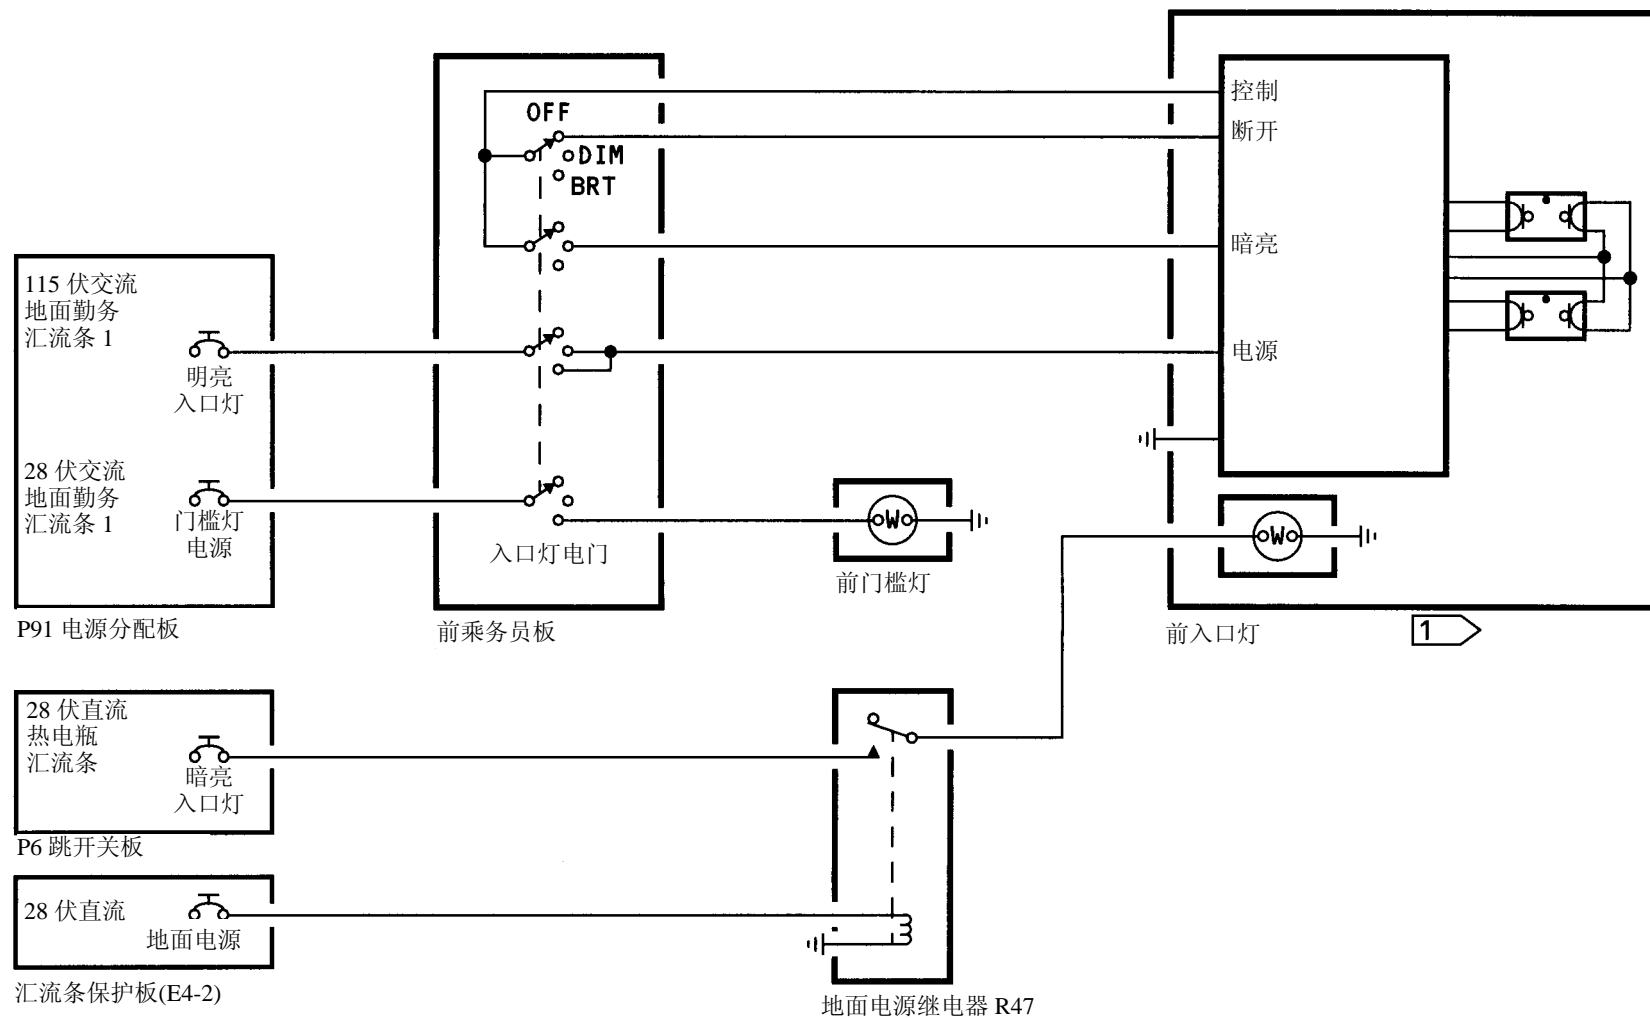 控制
OFF
断开
DIM
BRT
暗亮
115 伏交流
地面勤务
汇流条 1
明亮
入口灯
电源
28 伏交流
地面勤务
汇流条 1
门槛灯
电源
入口灯电门
W
W
前门槛灯
P91 电源分配板
前乘务员板
前入口灯
1
28 伏直流
热电瓶
汇流条
暗亮
入口灯
P6 跳开关板
28 伏直流
地面电源
汇流条保护板(E4-2)
地面电源继电器 R47